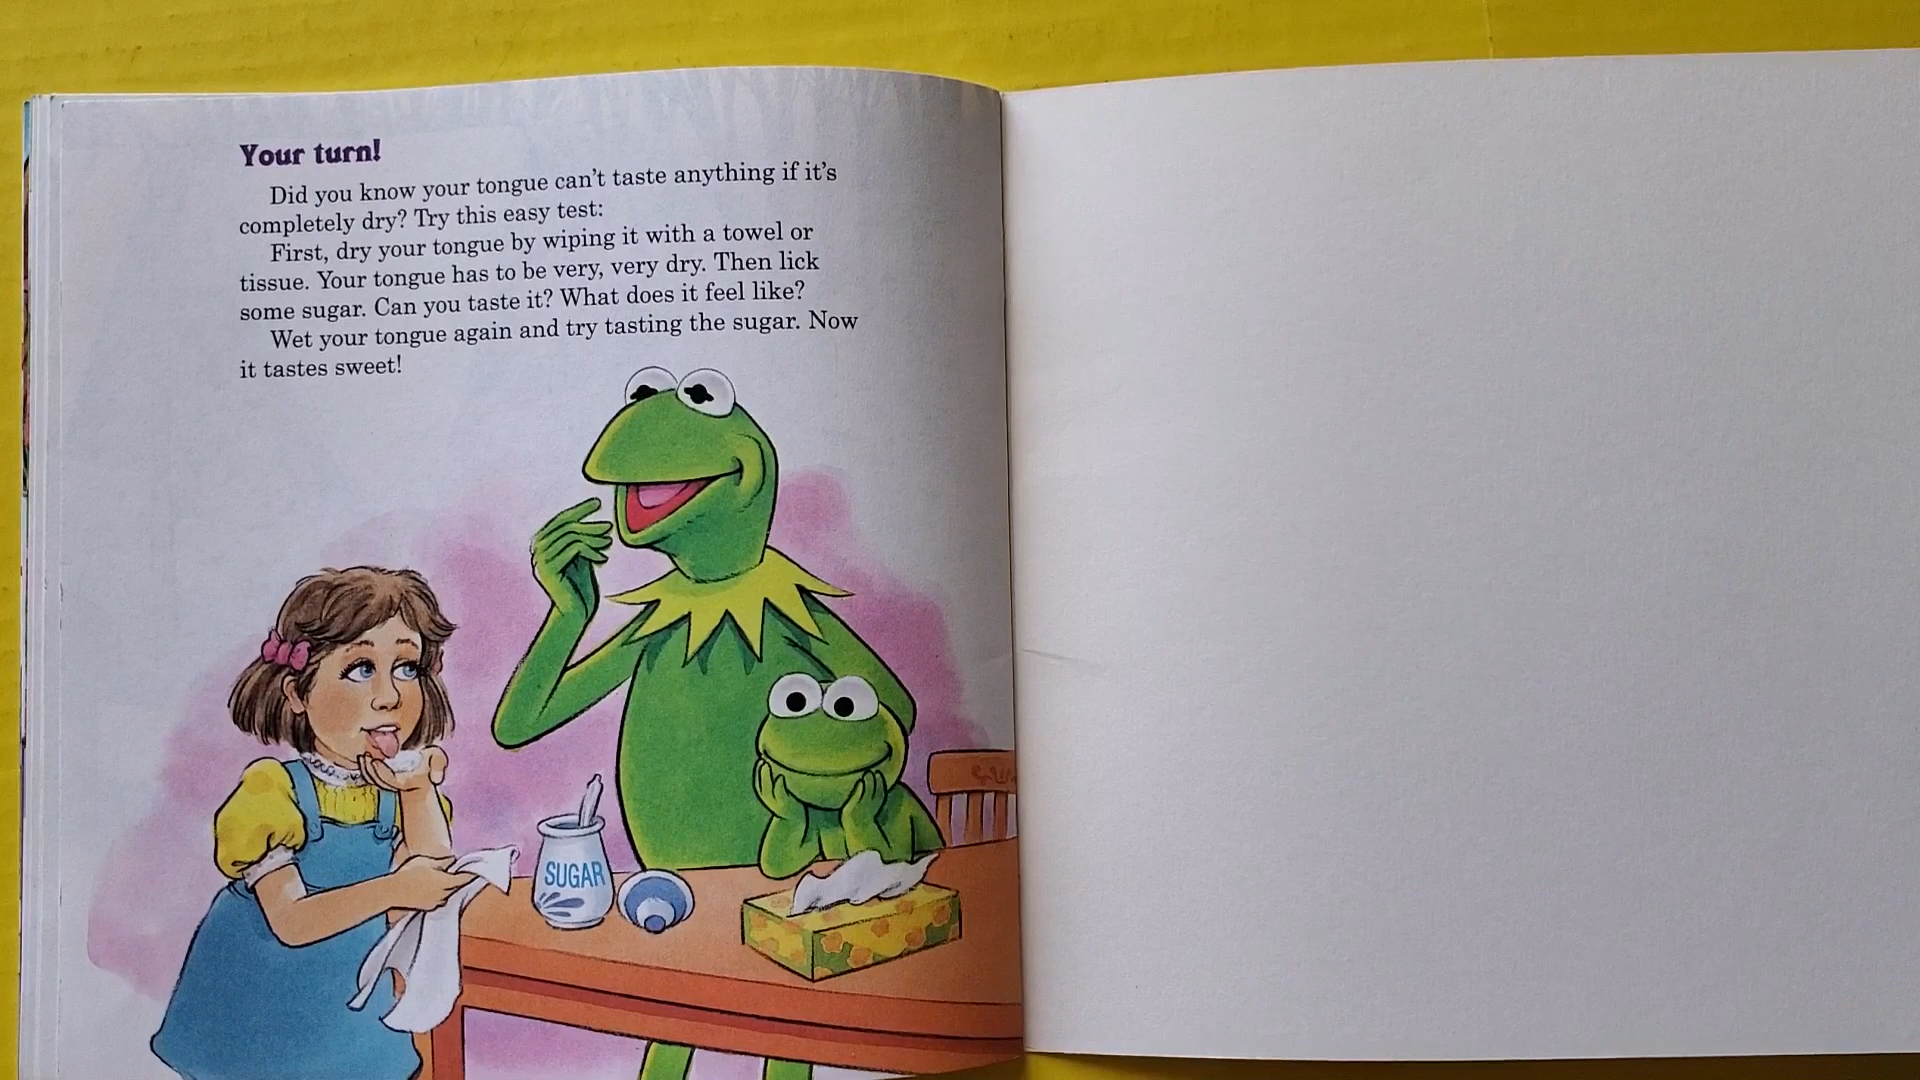 Your turn!
Did you know your tongue can't taste anything if it's
completely dry? Try this easy test:
First, dry your tongue by wiping it with a towel or
tissue. Your tongue has to be very, very dry. Then lick
some sugar. Can you taste it? What does it feel like?
Wet your tongue again and try tasting the sugar. Now
it tastes sweet!
SUGAR